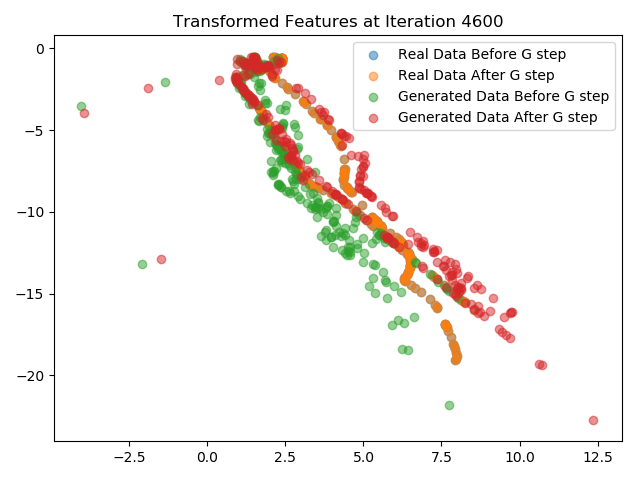 Transformed Features at Iteration 4600
Real Data Before G step
Real Data After G step
Generated Data Before G step
Generated Data After G step
0
−5
−10
−15
−20
−2.5 0.0 2.5 5.0 7.5 10.0 12.5